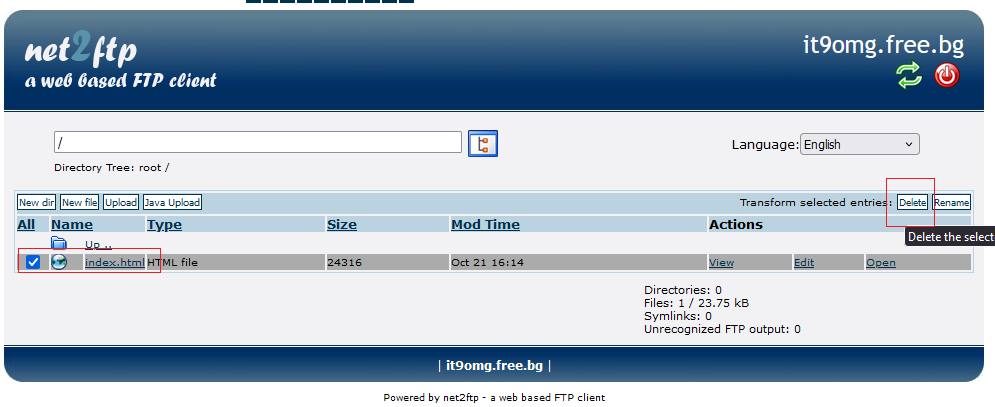 net2ftp
a web based FTP client
it9omg.free.bg
/
Directory Tree: root /
Language: English
New dir New file Upload Java Upload Transform selected entries: Delete Rename
All Name Type Size Mod Time Actions
Delete the select
Up ..
index.html HTML file 24316 Oct 21 16:14 View Edit Open
Directories: 0
Files: 1 / 23.75 kB
Symlinks: 0
Unrecognized FTP output: 0
| it9omg.free.bg |
Powered by net2ftp - a web based FTP client